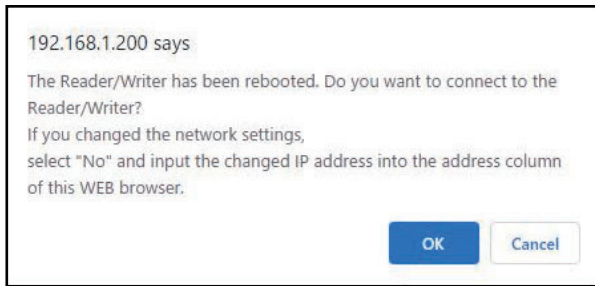 192.168.1.200 says
The Reader/Writer has been rebooted. Do you want to connect to the
Reader/Writer?
If you changed the network settings,
select "No" and input the changed IP address into the address column
of this WEB browser.
OK
Cancel